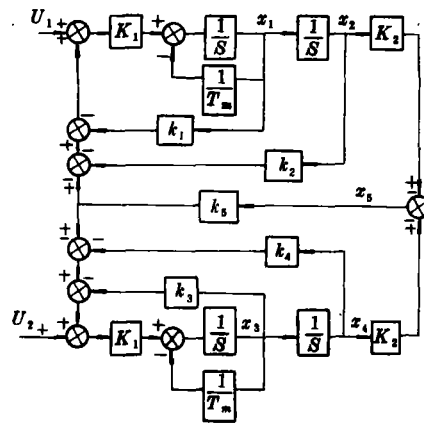 U₁ + + K₁ + 1/S x₁ 1/S x₂ K₂
− 1/Tₘ
− + k₁
− + k₂
∓ − +
k₅ x₅ − +
+ − − k₄
+ − k₃
U₂ + + K₁ + 1/S x₃ 1/S x₄ K₂
− 1/Tₘ